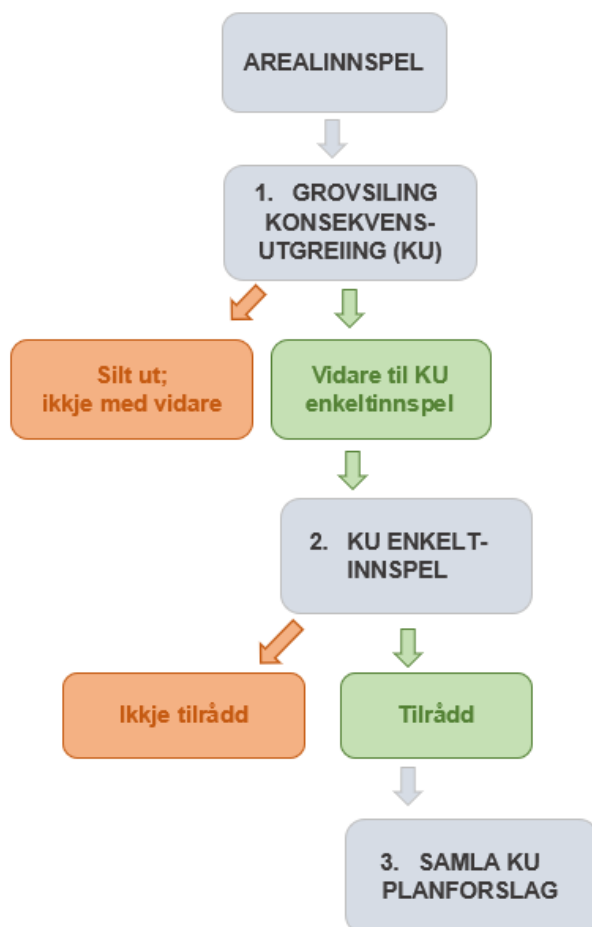 AREALINNSPEL
1. GROVSILING
KONSEKVENS-
UTGREIING (KU)
Silt ut;
ikkje med vidare
Vidare til KU
enkeltinnspel
2. KU ENKELT-
INNSPEL
Ikkje tilrådd
Tilrådd
3. SAMLA KU
PLANFORSLAG